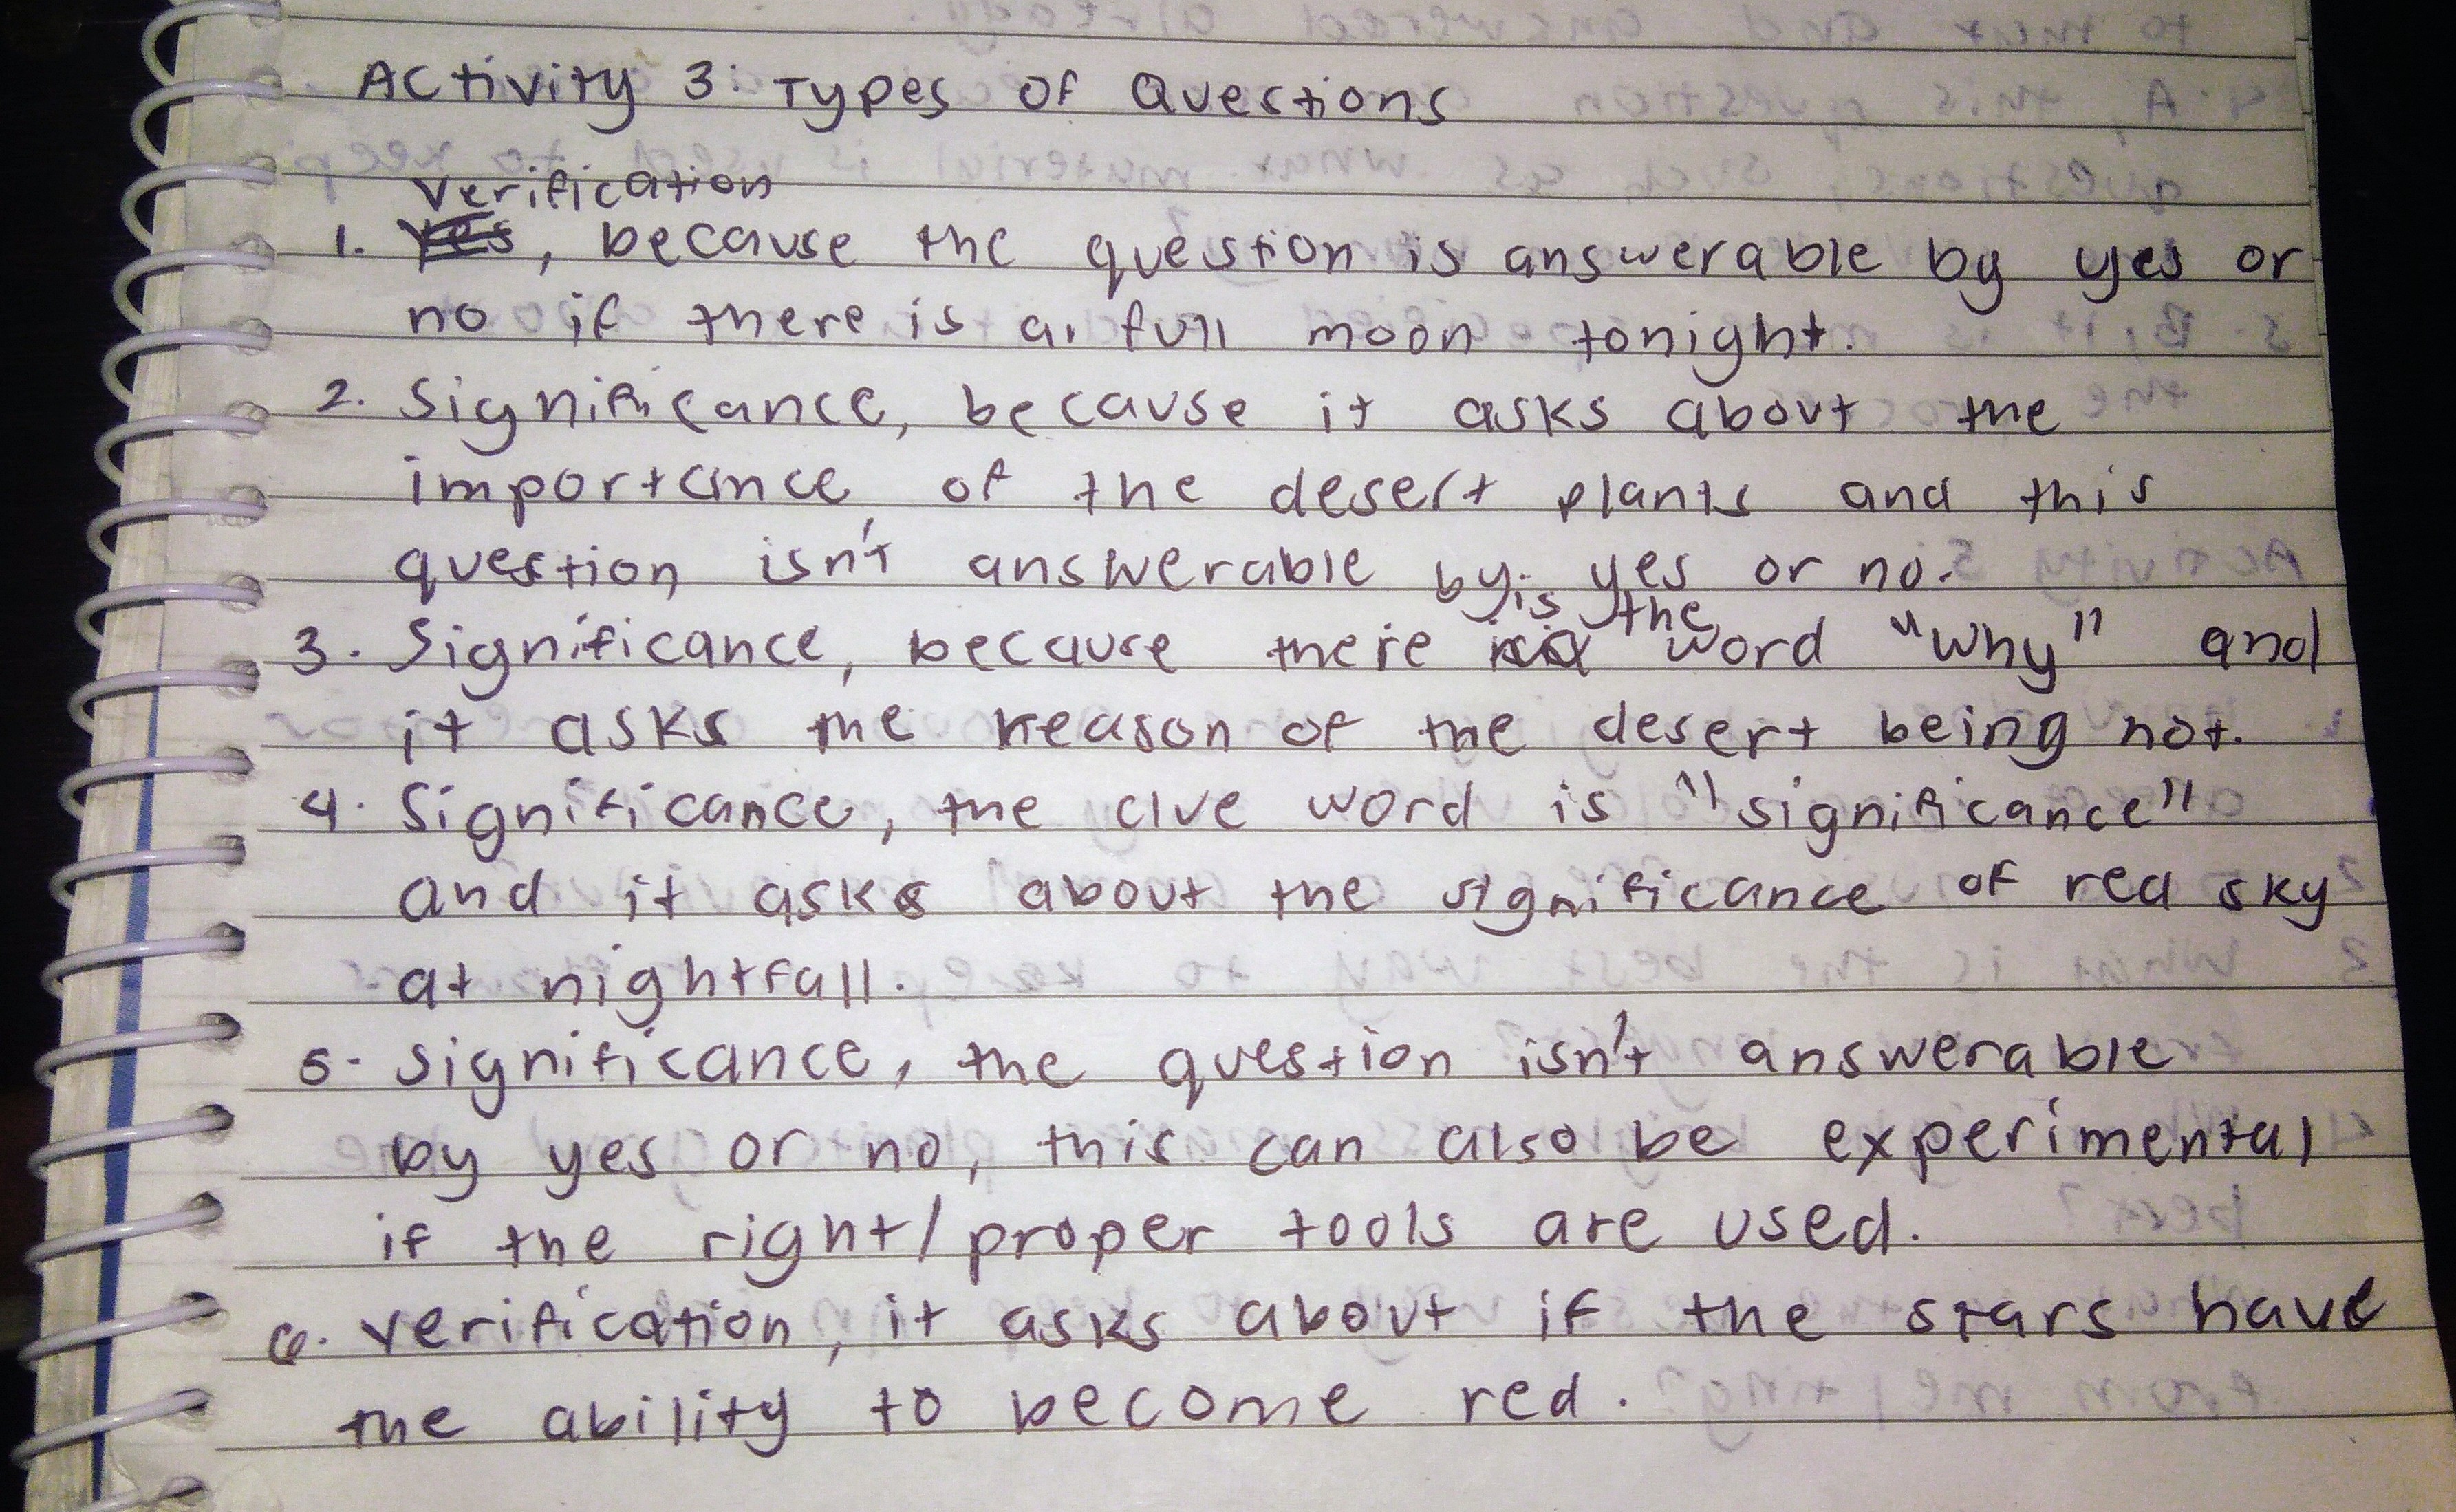 Activity 3: Types of Questions
verification
1. Yes, because the question is answerable by yes or
no if there is a, full moon tonight.
2. Significance, because it asks about the
importance of the desert plants and this
question isn't answerable by, yes or no.
is the
3. Significance, because there word "why" and
it asks the reason of the desert being hot.
4. Significance, the clue word is "significance"
and it asks about the significance of red sky
at nightfall.
5. Significance, the question isn't answerable
by yes or no, this can also be experimental
if the right/proper tools are used.
6. verification, it asks about if the stars have
the ability to become red.